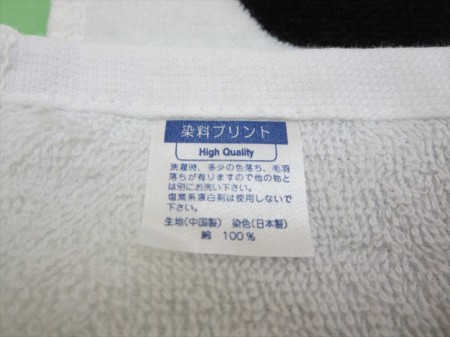 染料プリント
High Quality
洗濯時、多少の色落ち、毛羽
落ちが有りますので他の物と
は別にお洗い下さい。
塩素系漂白剤は使用しないで
下さい。
生地(中国製) 染色(日本製)
綿 100%